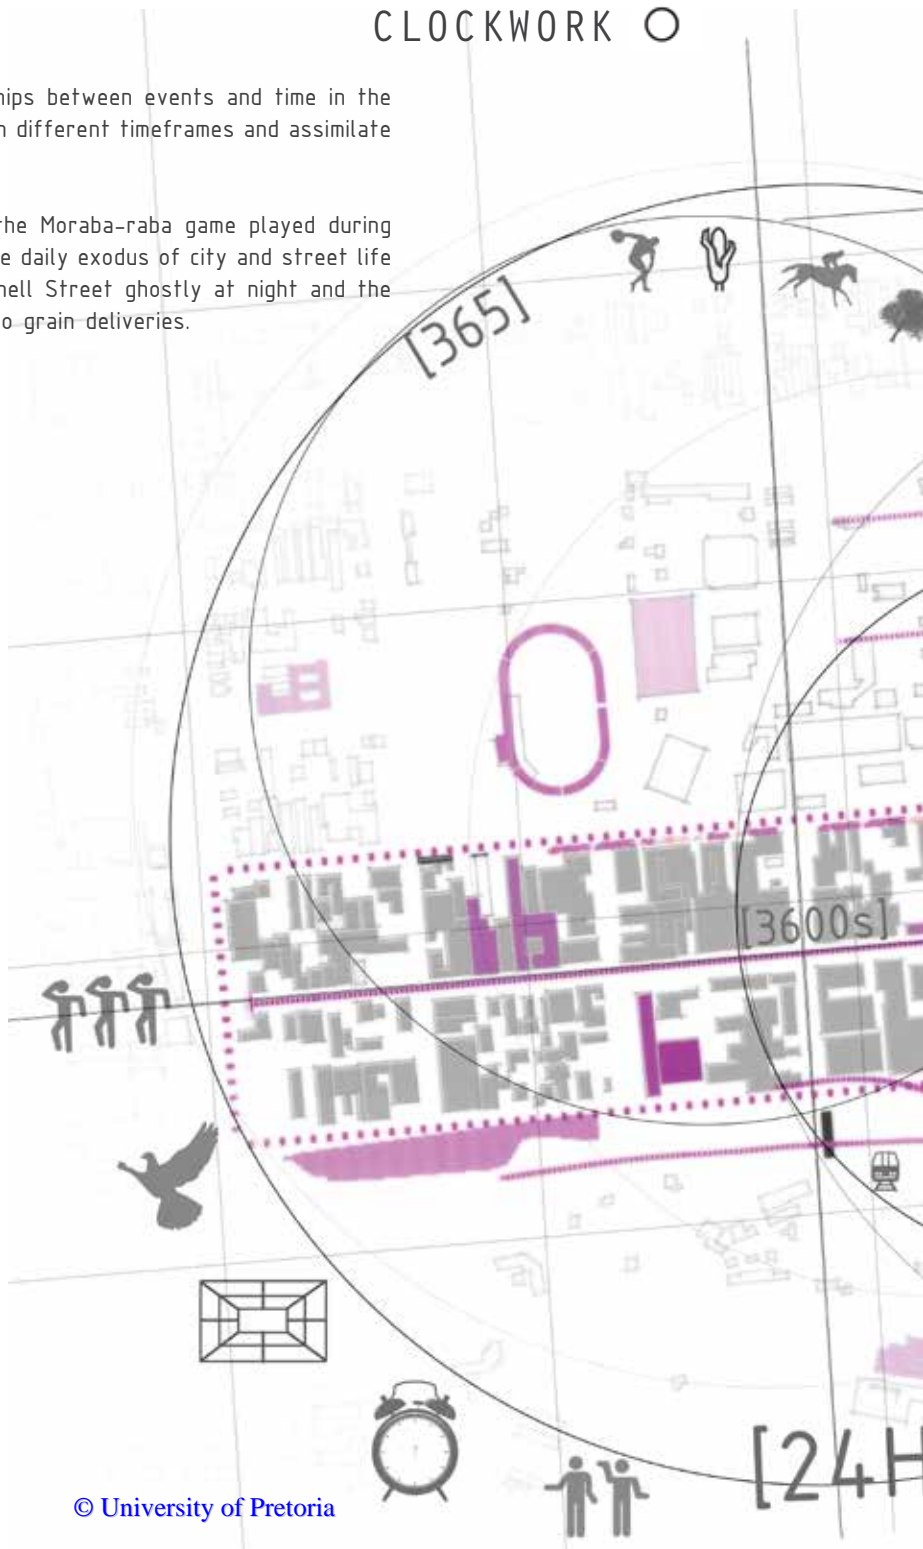 CLOCKWORK
between events and time in the
different timeframes and assimilate
the Moraba-raba game played during
daily exodus of city and street life
Street ghostly at night and the
grain deliveries.
[365]
[3600s]
[24H
© University of Pretoria